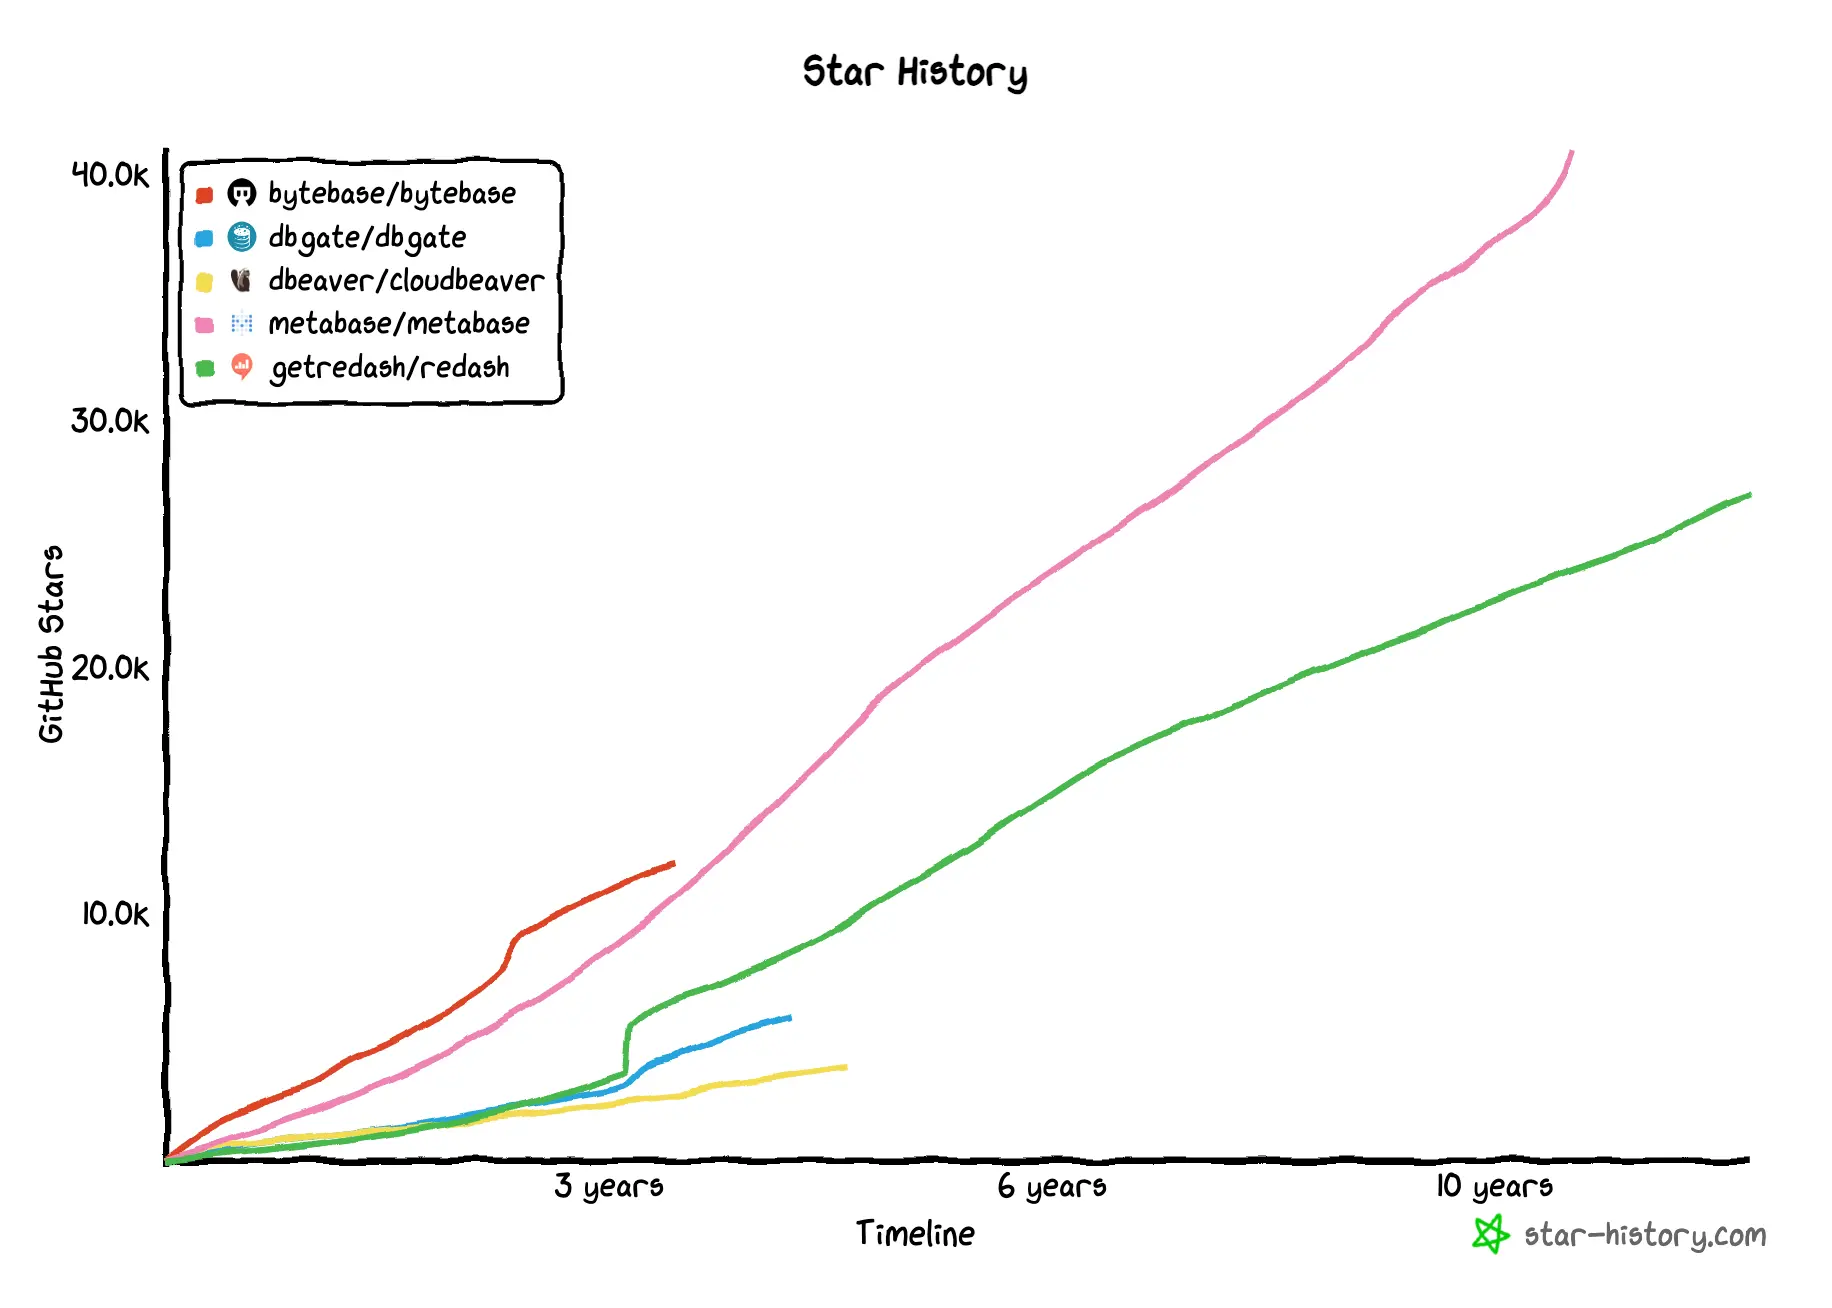 Star History
40.0k
30.0k
20.0k
10.0k
GitHub Stars
bytebase/bytebase
dbgate/dbgate
dbeaver/cloudbeaver
metabase/metabase
getredash/redash
3 years
6 years
10 years
Timeline
star-history.com